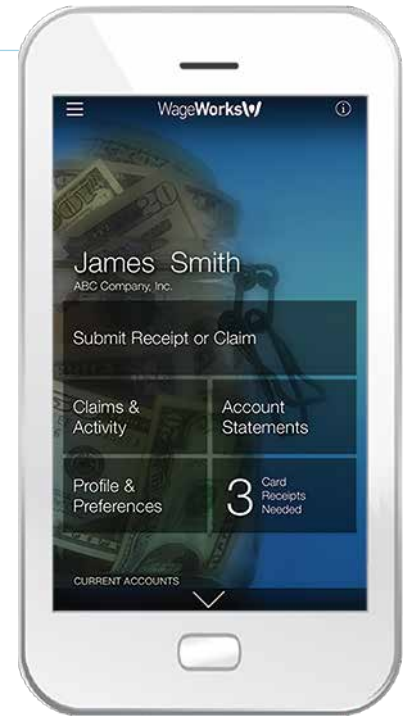 WageWorks
James Smith
ABC Company, Inc.
Submit Receipt or Claim
Claims &
Activity
Account
Statements
Profile &
Preferences
3 Card
Receipts
Needed
CURRENT ACCOUNTS